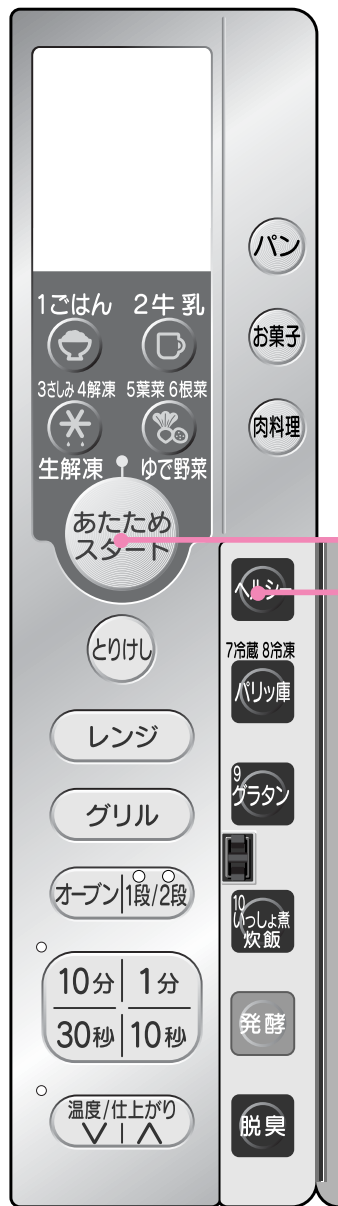 1ごはん 2牛乳
3さしみ 4解凍 5葉菜 6根菜
生解凍 ゆで野菜
あたため
スタート
とりけし
レンジ
グリル
オーブン 1段/2段
10分 1分
30秒 10秒
温度/仕上がり
パン
お菓子
肉料理
ヘルシー
7冷蔵 8冷凍
パリッ庫
9
グラタン
10
いっしょ煮
炊飯
発酵
脱臭